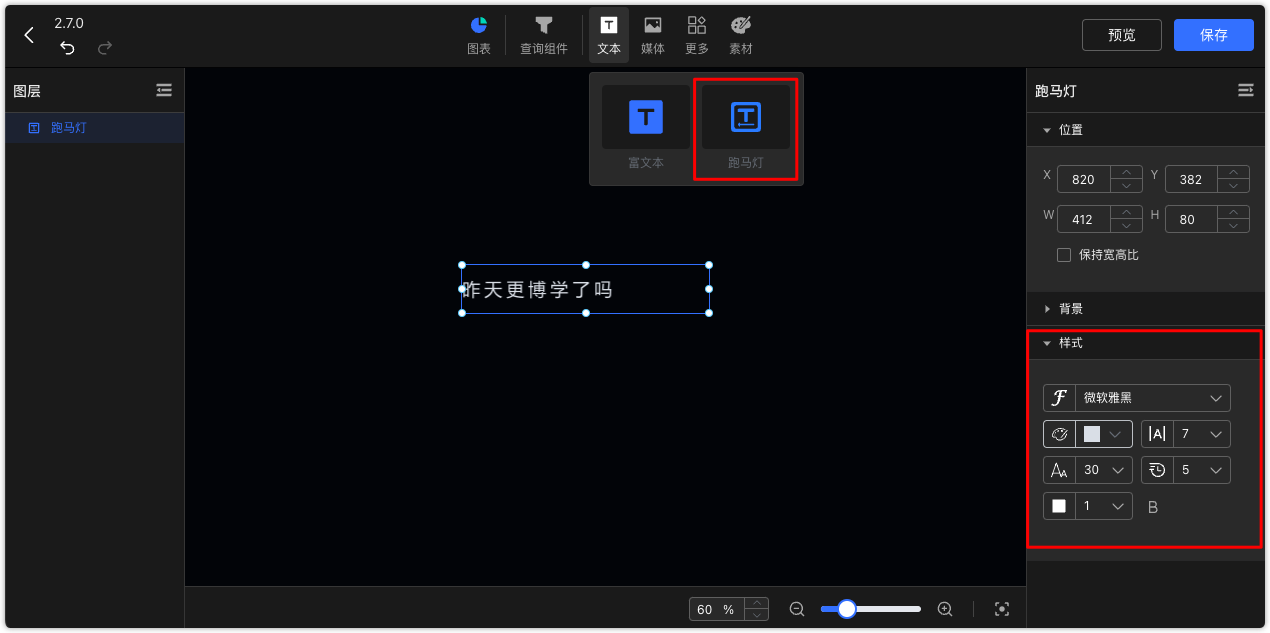 2.7.0
图表
查询组件
文本
媒体
更多
素材
预览
保存
图层
跑马灯
富文本
跑马灯
昨天更博学了吗
跑马灯
位置
X 820 Y 382
W 412 H 80
保持宽高比
背景
样式
微软雅黑
7
30 5
1 B
60 %